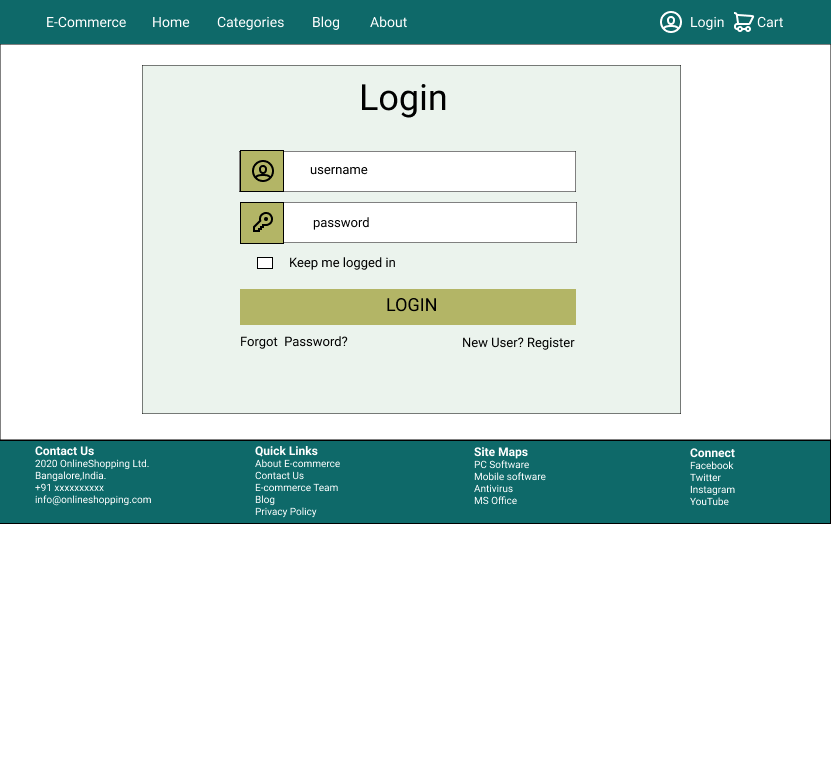 E-Commerce Home Categories Blog About Login Cart
Login
username
password
Keep me logged in
LOGIN
Forgot Password? New User? Register
Contact Us
2020 OnlineShopping Ltd.
Bangalore,India.
+91 xxxxxxxxxx
info@onlineshopping.com
Quick Links
About E-commerce
Contact Us
E-commerce Team
Blog
Privacy Policy
Site Maps
PC Software
Mobile software
Antivirus
MS Office
Connect
Facebook
Twitter
Instagram
YouTube